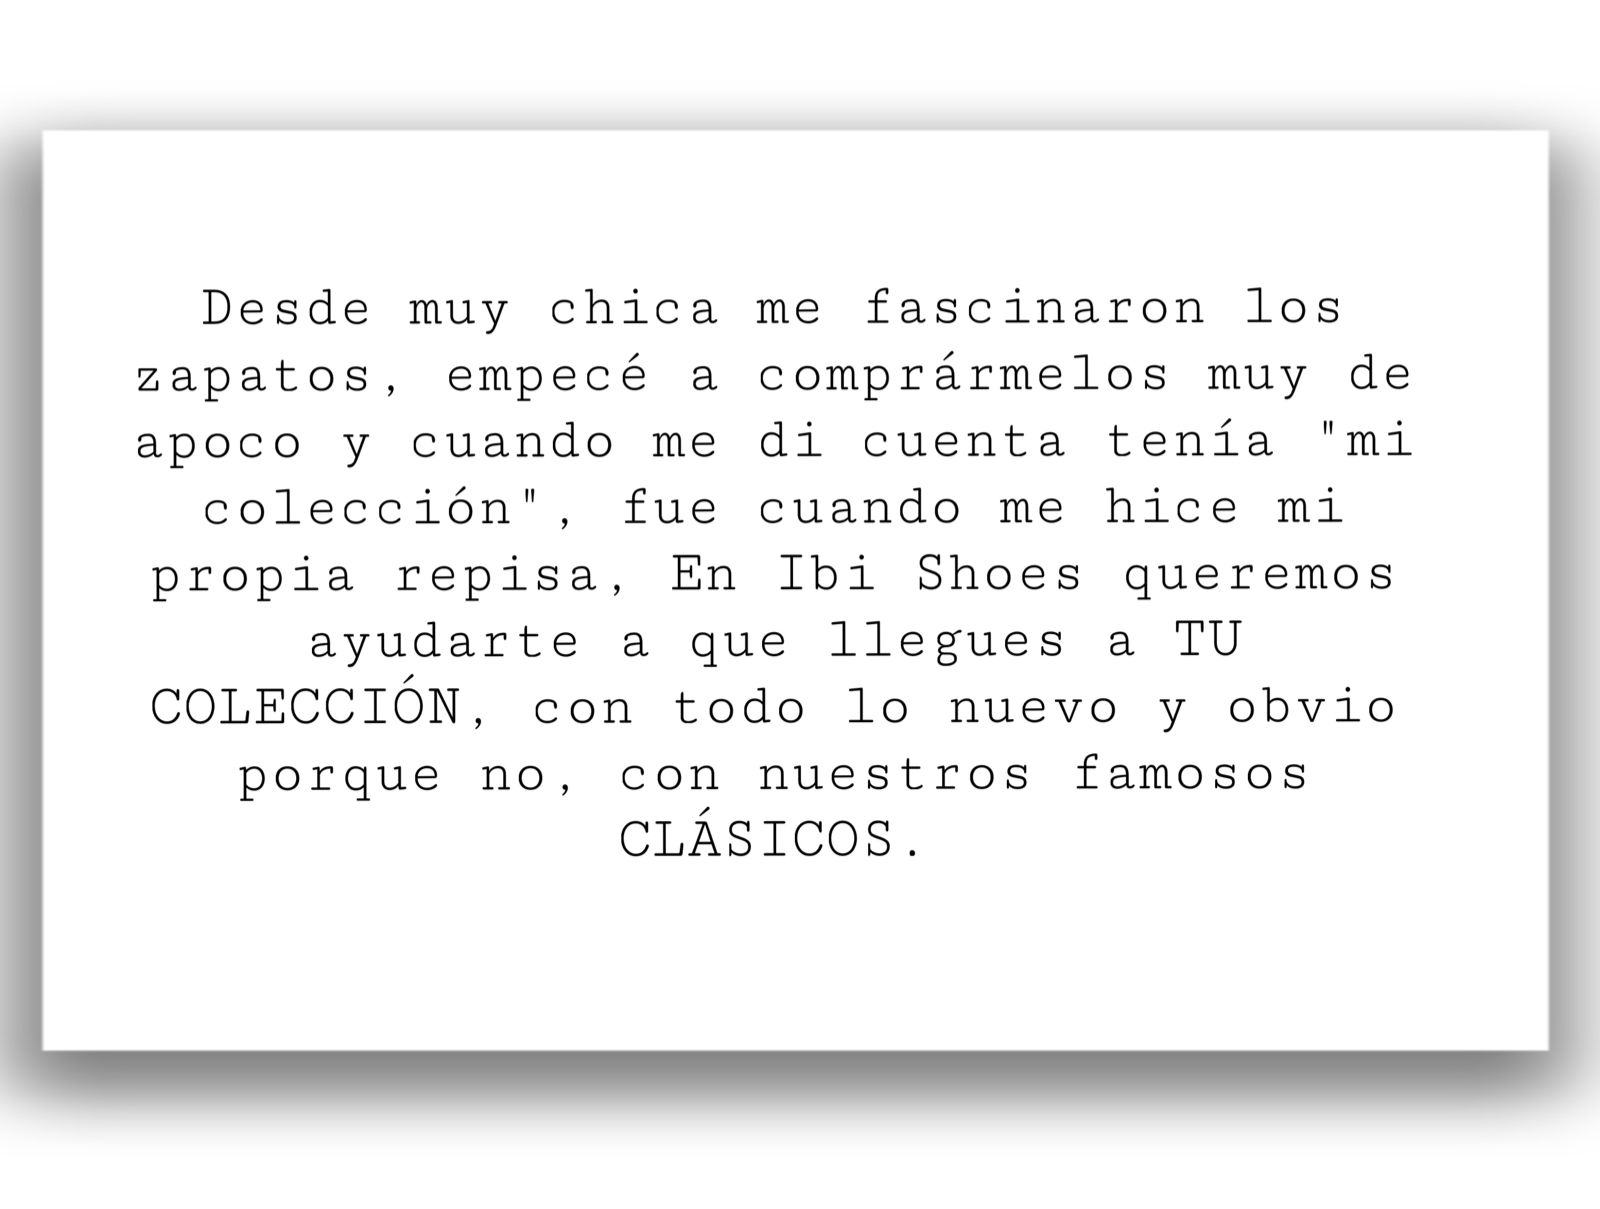 Desde muy chica me fascinaron los
zapatos, empecé a comprármelos muy de
apoco y cuando me di cuenta tenía "mi
colección", fue cuando me hice mi
propia repisa, En Ibi Shoes queremos
ayudarte a que llegues a TU
COLECCIÓN, con todo lo nuevo y obvio
porque no, con nuestros famosos
CLÁSICOS.